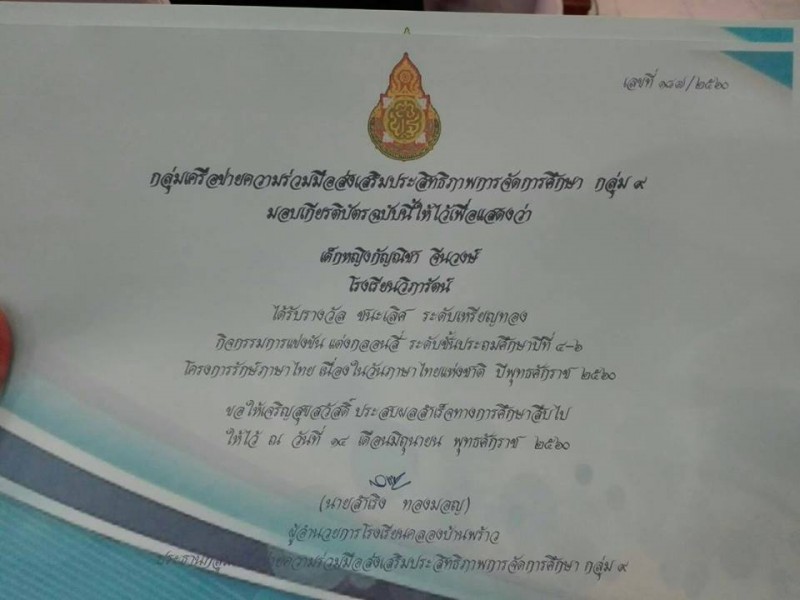 เลขที่ ๑๘๗/๒๕๖๐
กลุ่มเครือข่ายความร่วมมือส่งเสริมประสิทธิภาพการจัดการศึกษา กลุ่ม ๙
มอบเกียรติบัตรฉบับนี้ให้ไว้เพื่อแสดงว่า
เด็กหญิงกัญณิชา จีนวงษ์
โรงเรียนวิภารัตน์
ได้รับรางวัล ชนะเลิศ ระดับเหรียญทอง
กิจกรรมการแข่งขัน แต่งกลอนสี่ ระดับชั้นประถมศึกษาปีที่ ๔-๖
โครงการรักษ์ภาษาไทย เนื่องในวันภาษาไทยแห่งชาติ ปีพุทธศักราช ๒๕๖๐
ขอให้เจริญสุขสวัสดิ์ ประสบผลสำเร็จทางการศึกษาสืบไป
ให้ไว้ ณ วันที่ ๑๔ เดือนมิถุนายน พุทธศักราช ๒๕๖๐
(นายสำเริง ทองมอญ)
ผู้อำนวยการโรงเรียนคลองบ้านพร้าว
ประธานกลุ่มเครือข่ายความร่วมมือส่งเสริมประสิทธิภาพการจัดการศึกษา กลุ่ม ๙